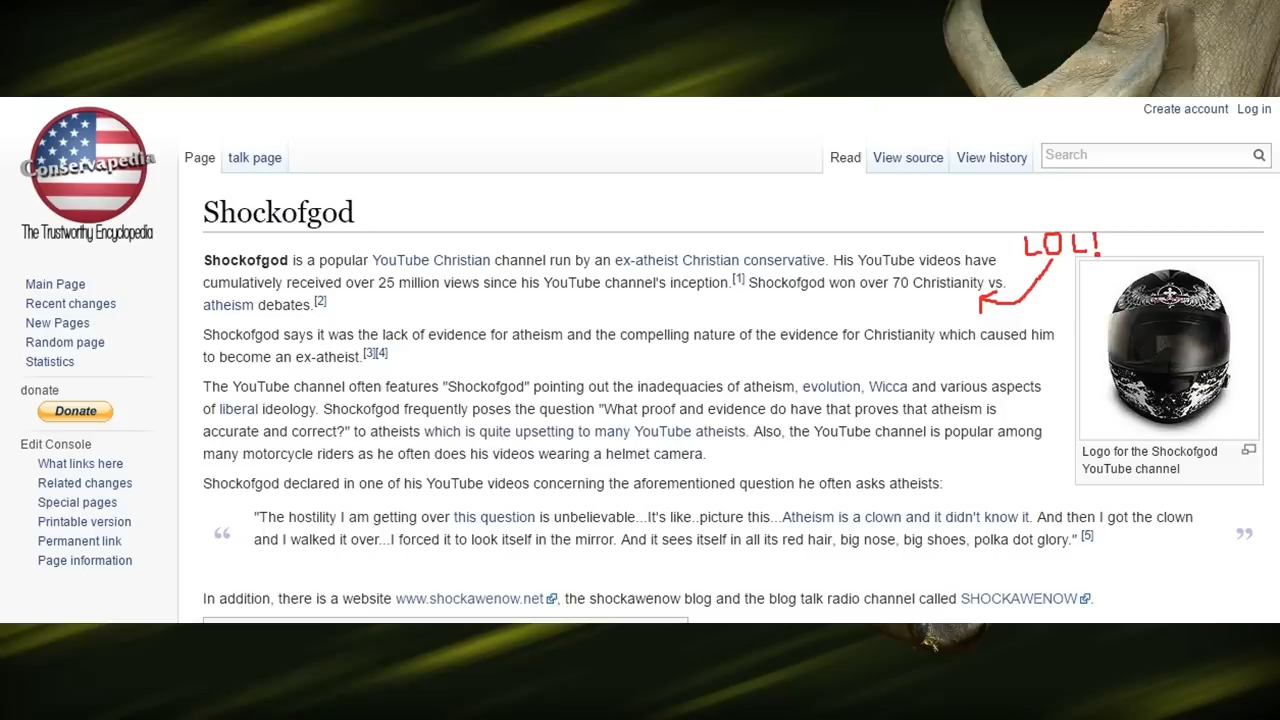 Create account Log in
Conservapedia
The Trustworthy Encyclopedia
Page talk page Read View source View history Search
Shockofgod
LOL!
Shockofgod is a popular YouTube Christian channel run by an ex-atheist Christian conservative. His YouTube videos have
cumulatively received over 25 million views since his YouTube channel's inception.[1] Shockofgod won over 70 Christianity vs.
atheism debates.[2]
Shockofgod says it was the lack of evidence for atheism and the compelling nature of the evidence for Christianity which caused him
to become an ex-atheist.[3][4]
The YouTube channel often features "Shockofgod" pointing out the inadequacies of atheism, evolution, Wicca and various aspects
of liberal ideology. Shockofgod frequently poses the question "What proof and evidence do have that proves that atheism is
accurate and correct?" to atheists which is quite upsetting to many YouTube atheists. Also, the YouTube channel is popular among
many motorcycle riders as he often does his videos wearing a helmet camera.
Shockofgod declared in one of his YouTube videos concerning the aforementioned question he often asks atheists:
"The hostility I am getting over this question is unbelievable...It's like..picture this...Atheism is a clown and it didn't know it. And then I got the clown
and I walked it over...I forced it to look itself in the mirror. And it sees itself in all its red hair, big nose, big shoes, polka dot glory." [5]
In addition, there is a website www.shockawenow.net, the shockawenow blog and the blog talk radio channel called SHOCKAWENOW.
Logo for the Shockofgod
YouTube channel
Main Page
Recent changes
New Pages
Random page
Statistics
donate
Donate
Edit Console
What links here
Related changes
Special pages
Printable version
Permanent link
Page information